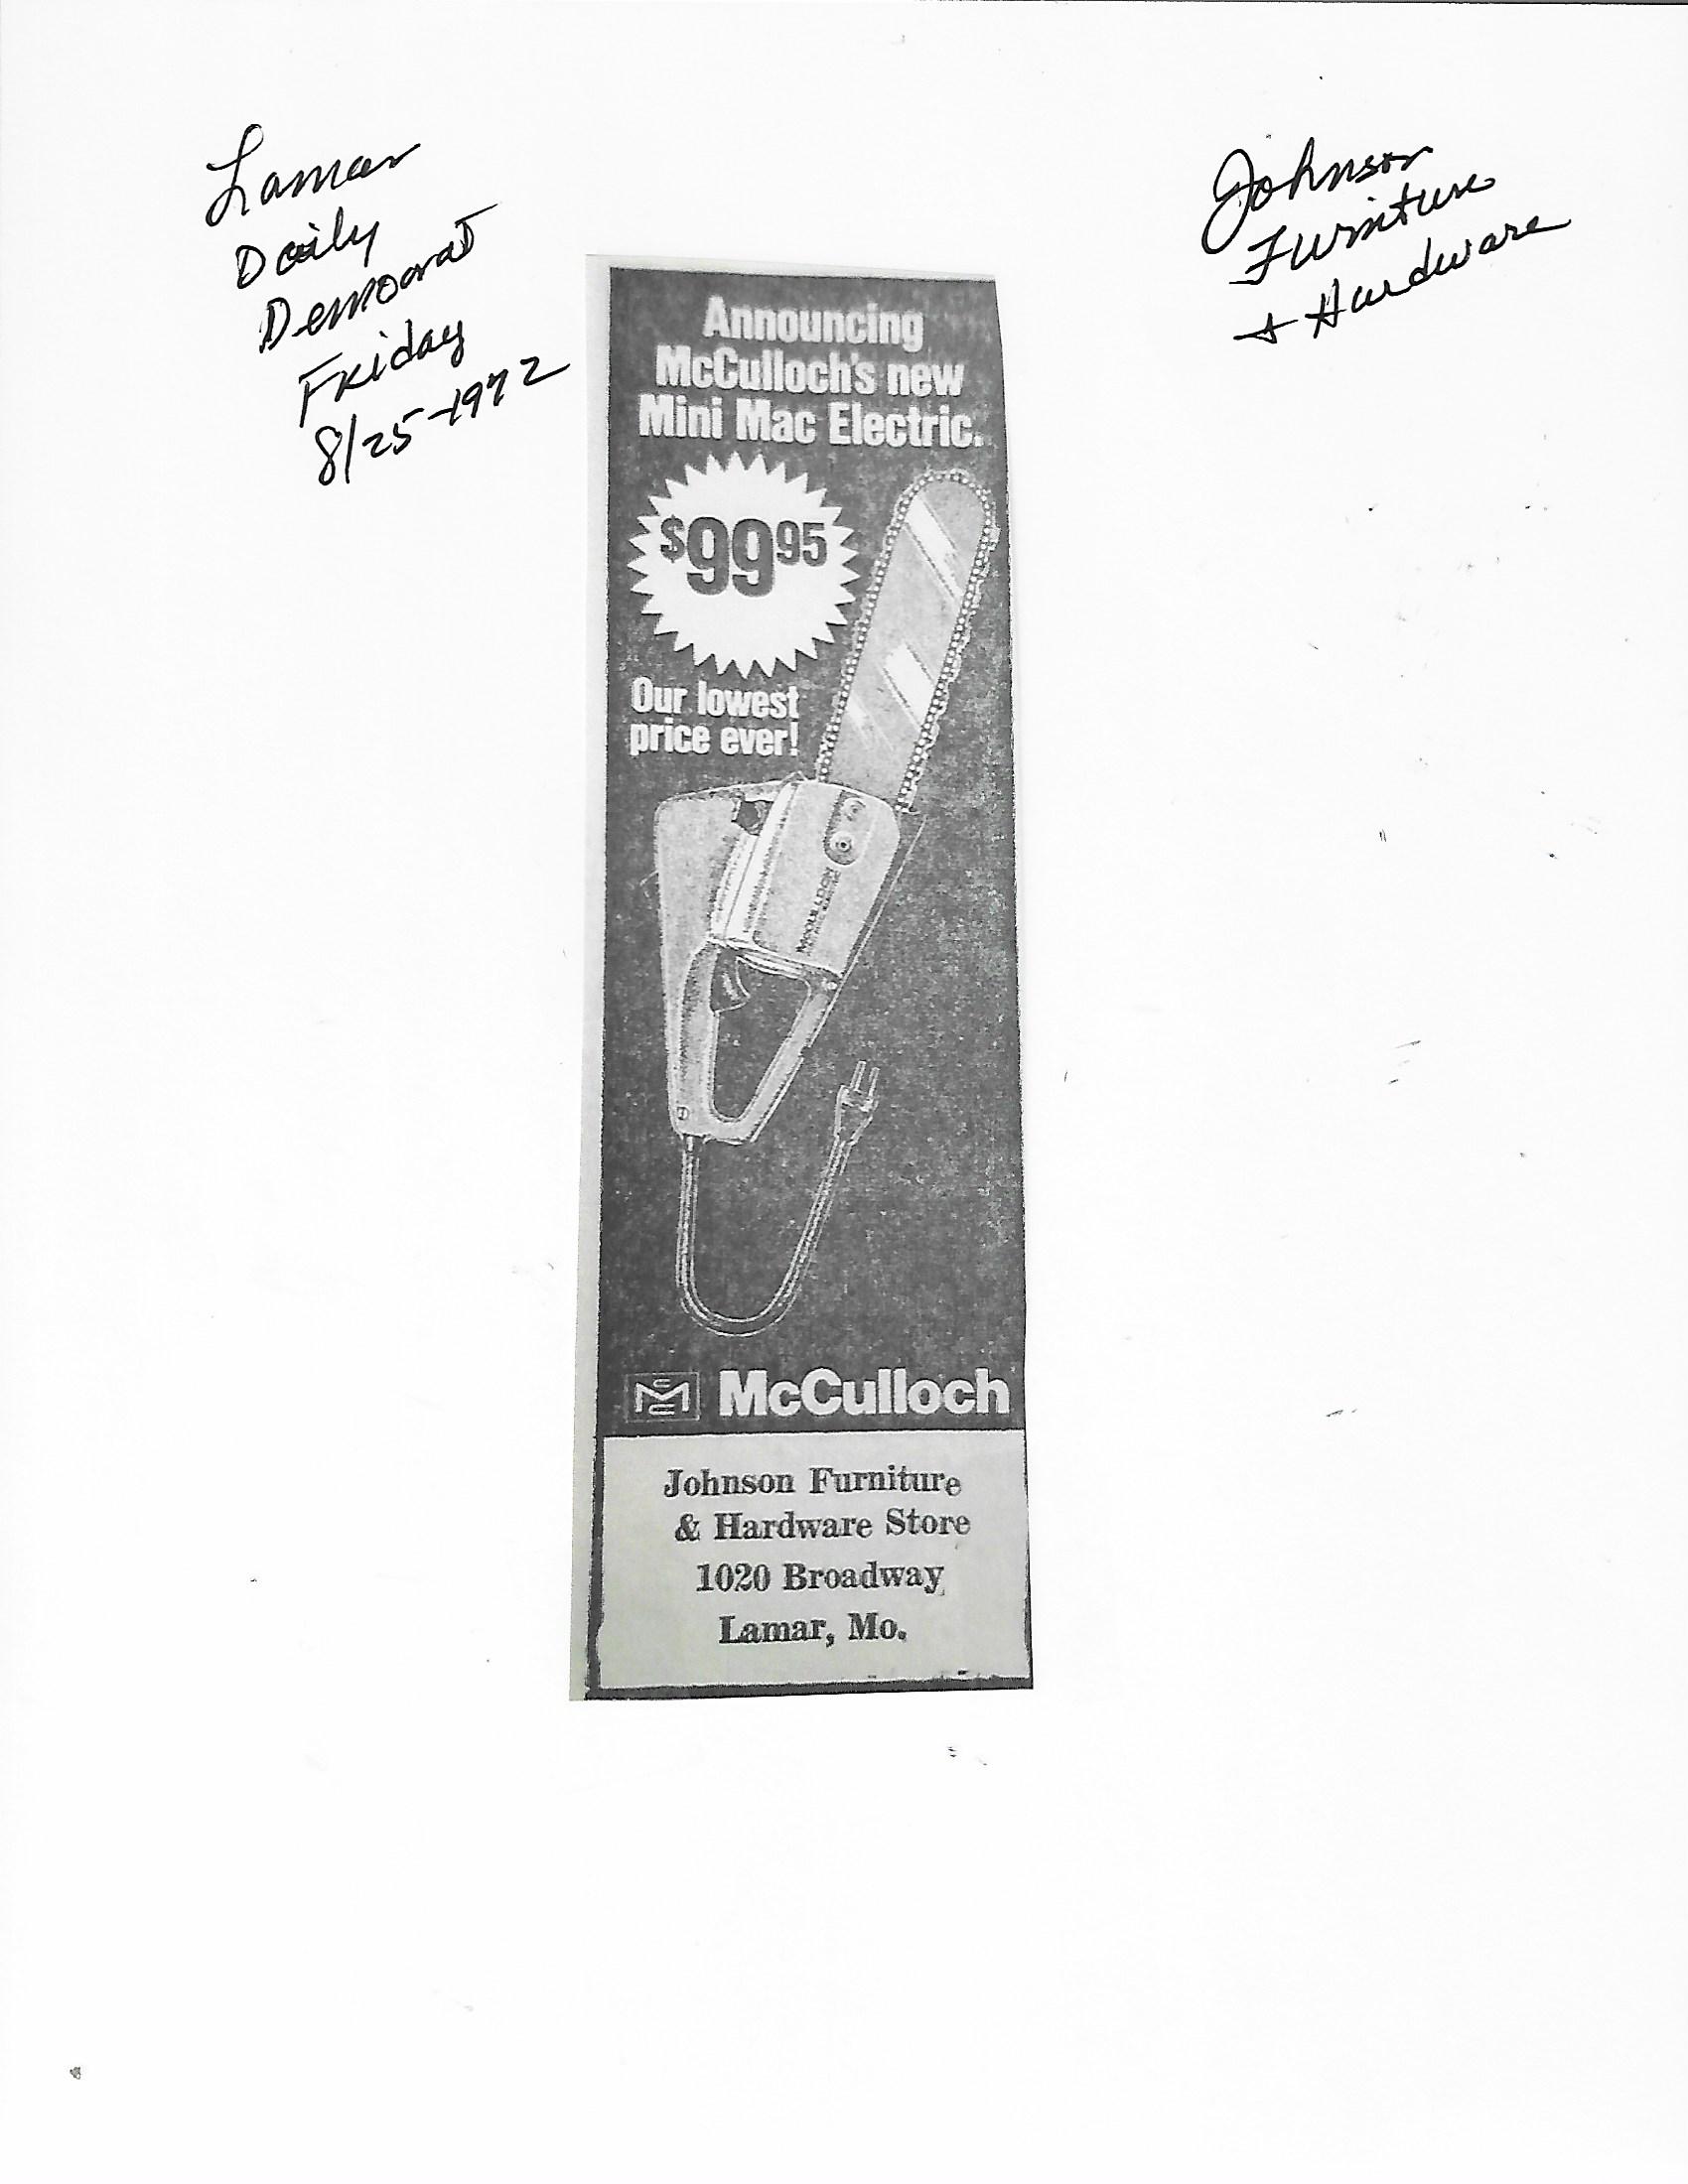 Lamar
Daily
Democrat
Friday
8/25-1972
Johnson
Furniture
+ Hardware
Announcing
McCulloch's new
Mini Mac Electric.
$99 95
Our lowest
price ever!
McCULLOCH
McCulloch
Johnson Furniture
& Hardware Store
1020 Broadway
Lamar, Mo.